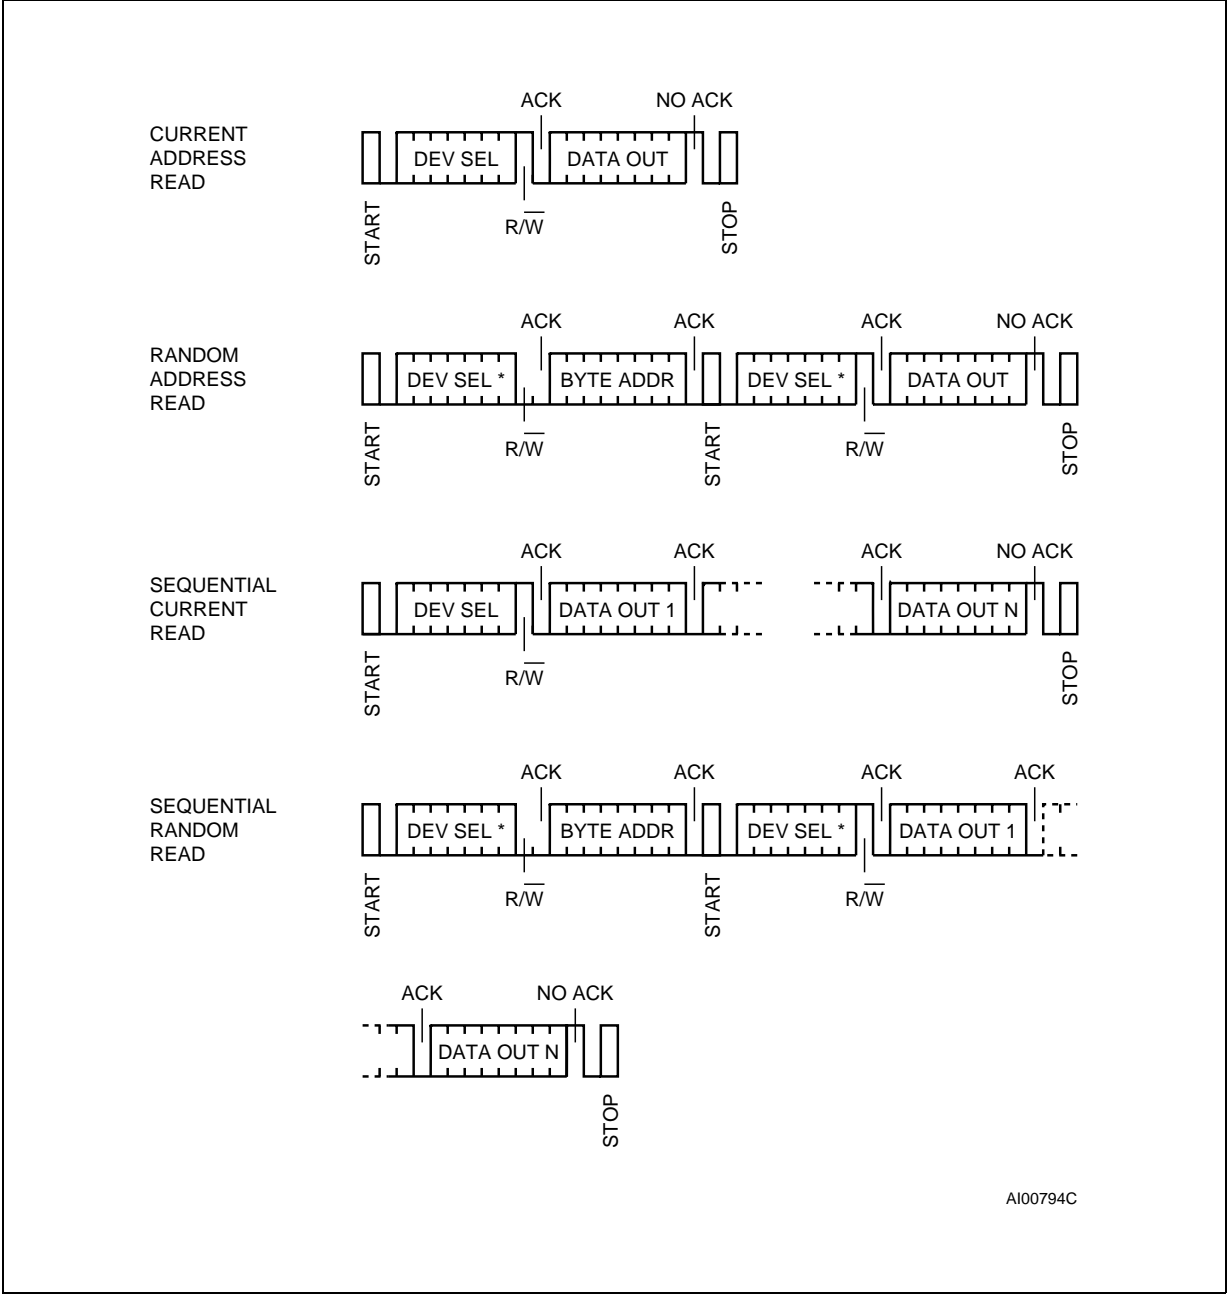 ACK NO ACK
CURRENT
ADDRESS
READ
DEV SEL DATA OUT
R/W̅
START STOP
ACK ACK ACK NO ACK
RANDOM
ADDRESS
READ
DEV SEL * BYTE ADDR DEV SEL * DATA OUT
R/W̅ R/W̅
START START STOP
ACK ACK ACK NO ACK
SEQUENTIAL
CURRENT
READ
DEV SEL DATA OUT 1 DATA OUT N
R/W̅
START STOP
ACK ACK ACK ACK
SEQUENTIAL
RANDOM
READ
DEV SEL * BYTE ADDR DEV SEL * DATA OUT 1
R/W̅ R/W̅
START START
ACK NO ACK
DATA OUT N
STOP
AI00794C